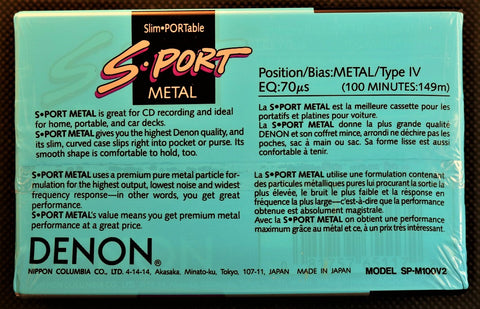 Slim•PORTable
S•PORT
METAL
Position/Bias:METAL/Type IV
EQ:70μs (100 MINUTES:149m)
S•PORT METAL is great for CD recording and ideal
for home, portable, and car decks.
S•PORT METAL gives you the highest Denon quality, and
its slim, curved case slips right into pocket or purse. Its
smooth shape is comfortable to hold, too.
La S•PORT METAL est la meilleure cassette pour les
portatifs et platines pour voiture.
La S•PORT METAL donne la plus grande qualité
DENON et son coffret mince, arrondi ne déchire pas les
poches, sac à main ou sac. Sa forme lisse est aussi
confortable à tenir.
S•PORT METAL uses a premium pure metal particle for-
mulation for the highest output, lowest noise and widest
frequency response—in other words, you get great
performance.
S•PORT METAL's value means you get premium metal
performance at a great price.
La S•PORT METAL utilise une formulation contenant
des particules métalliques pures lui procurant la sortie la
plus élevée, le bruit le plus faible et la réponse en
fréquence la plus large—c'est-à-dire que la performance
obtenue est absolument magistrale.
Avec la S•PORT METAL on obtient une performance
maximum grâce au métal et ce, à un prix très intéressant.
DENON®
NIPPON COLUMBIA CO., LTD. 4-14-14, Akasaka, Minato-ku, Tokyo, 107-11, JAPAN MADE IN JAPAN MODEL SP-M100V2